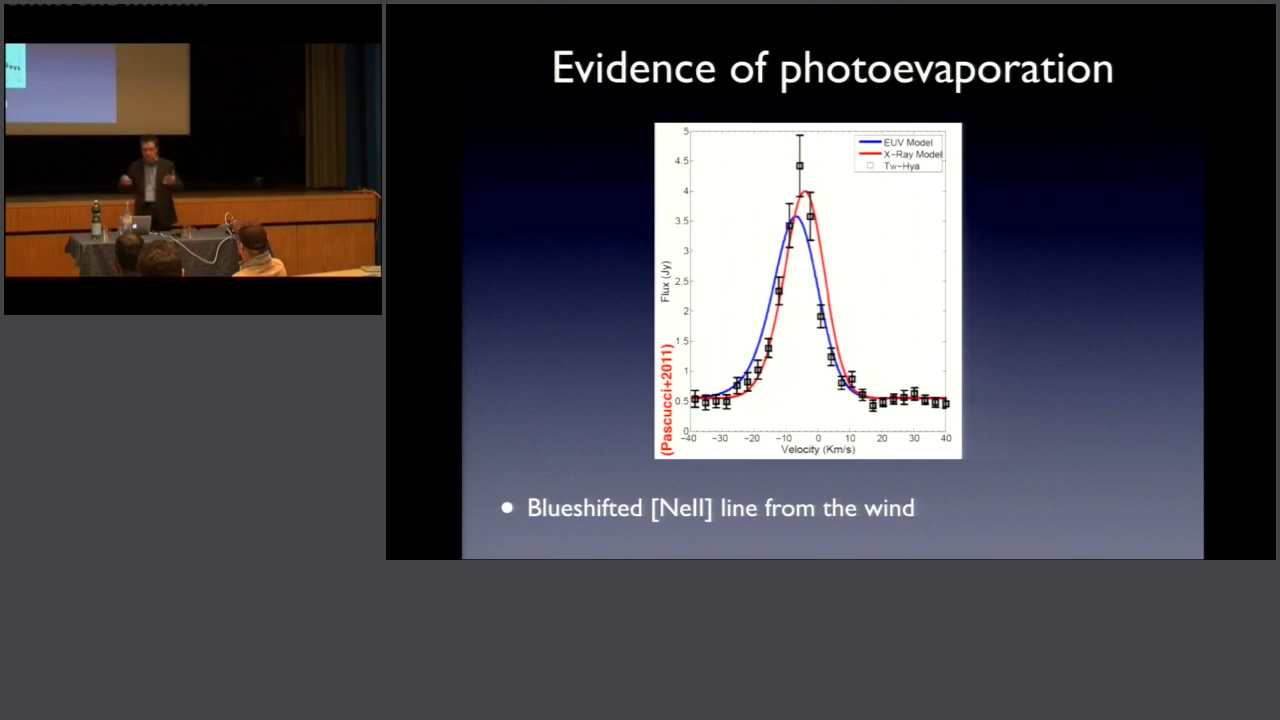 Evidence of photoevaporation
EUV Model
X-Ray Model
Tw-Hya
5
4.5
4
3.5
3
2.5
2
1.5
1
0.5
0
Flux (Jy)
(Pascucci+2011)
-40 -30 -20 -10 0 10 20 30 40
Velocity (Km/s)
• Blueshifted [NeII] line from the wind